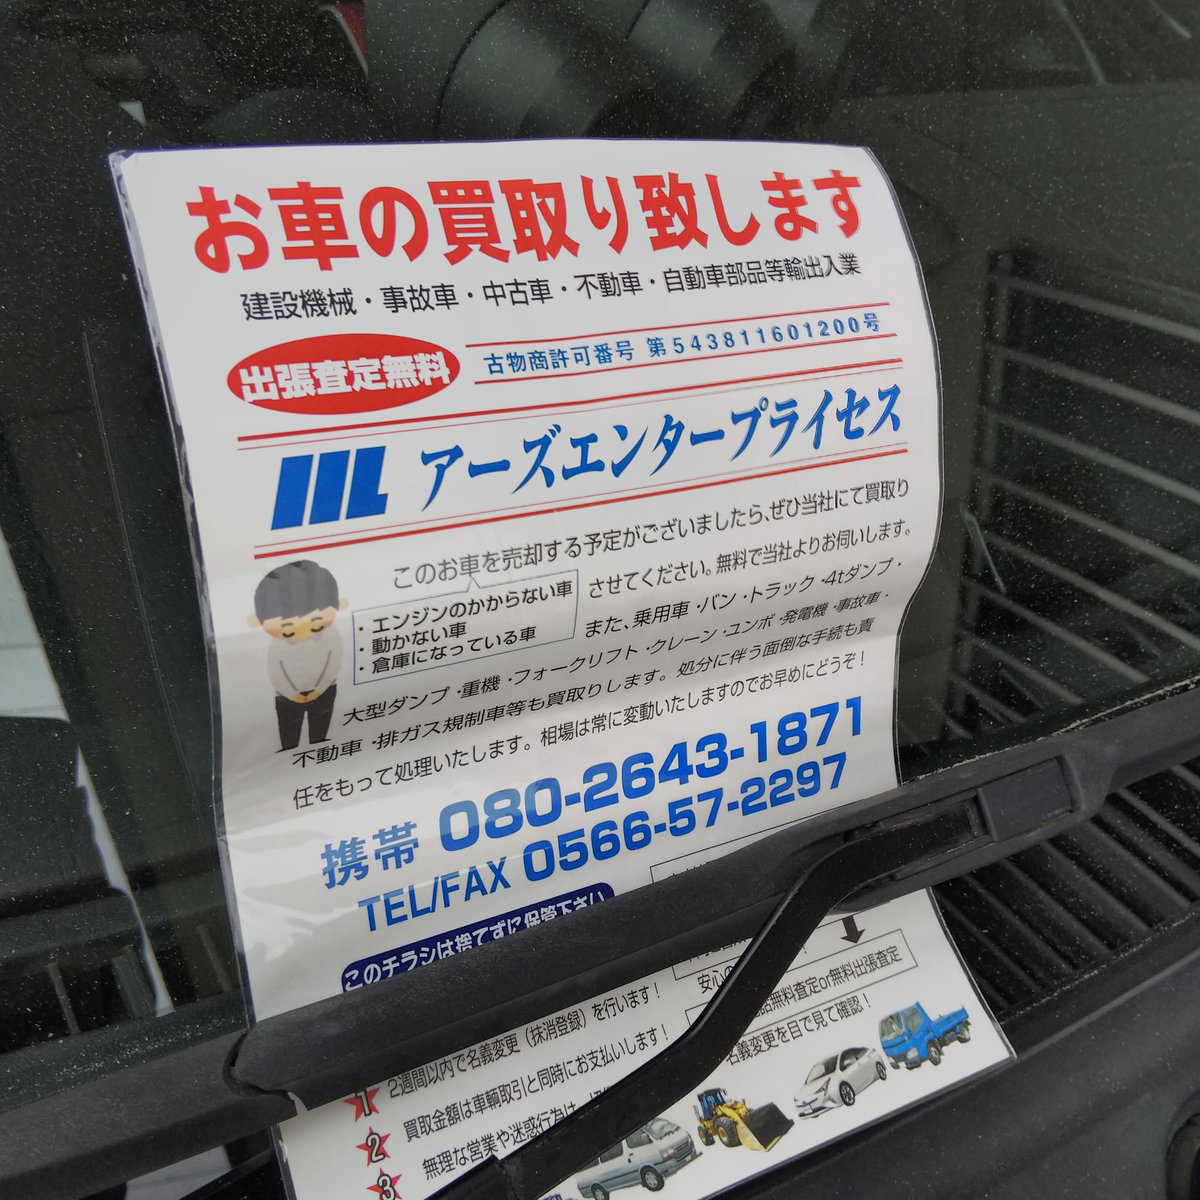 お車の買取り致します
建設機械・事故車・中古車・不動車・自動車部品等輸出入業
出張査定無料
古物商許可番号 第543811601200号
アーズエンタープライセス
このお車を売却する予定がございましたら、ぜひ当社にて買取り
させてください。無料で当社よりお伺いします。
・エンジンのかからない車
・動かない車
・倉庫になっている車
また、乗用車・バン・トラック・4tダンプ・
大型ダンプ・重機・フォークリフト・クレーン・ユンボ・発電機・事故車・
不動車・排ガス規制車等も買取りします。処分に伴う面倒な手続も責
任をもって処理いたします。相場は常に変動いたしますのでお早めにどうぞ！
携帯 080-2643-1871
TEL/FAX 0566-57-2297
このチラシは捨てずに保管下さい
1 2週間以内で名義変更（抹消登録）を行います！
2 買取金額は車輌取引と同時にお支払いします！
3 無理な営業や迷惑行為は
安心の
無料査定or無料出張査定
名義変更を目で見て確認！